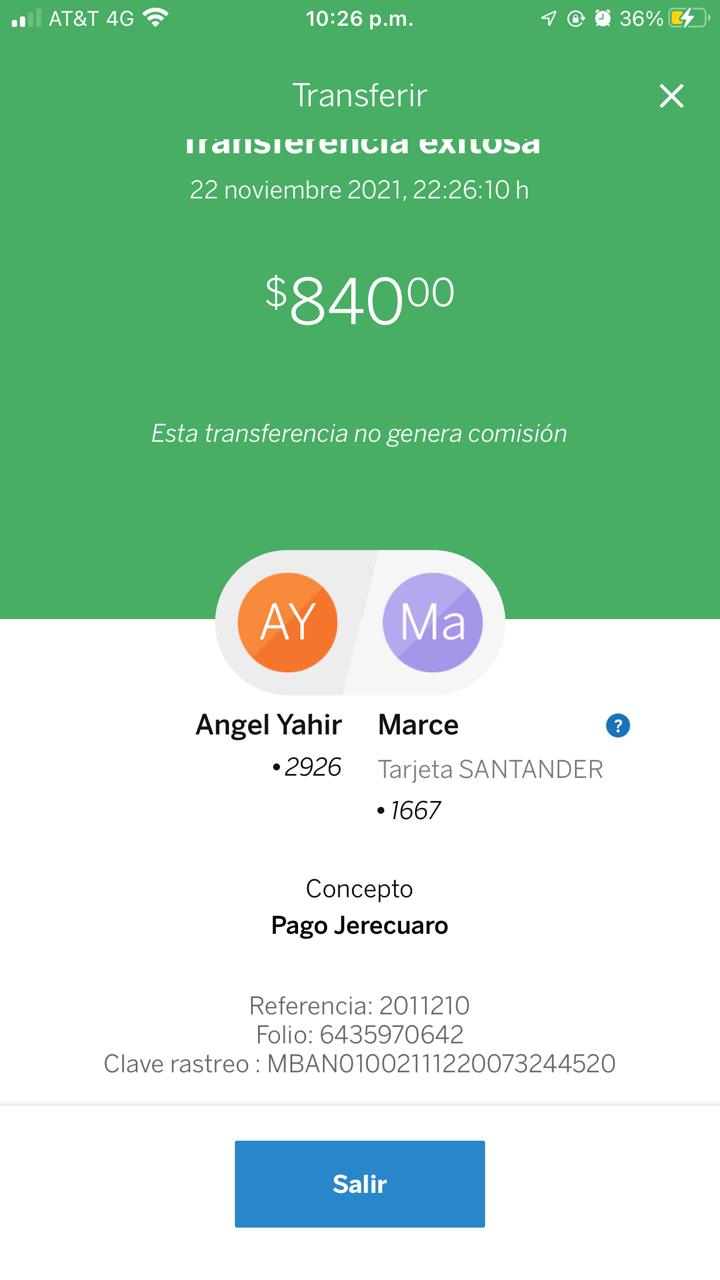 AT&T 4G 10:26 p.m. 36%
Transferir
Transferencia exitosa
22 noviembre 2021, 22:26:10 h
$84000
Esta transferencia no genera comisión
AY Ma
Angel Yahir Marce ?
•2926 Tarjeta SANTANDER
•1667
Concepto
Pago Jerecuaro
Referencia: 2011210
Folio: 6435970642
Clave rastreo : MBAN01002111220073244520
Salir